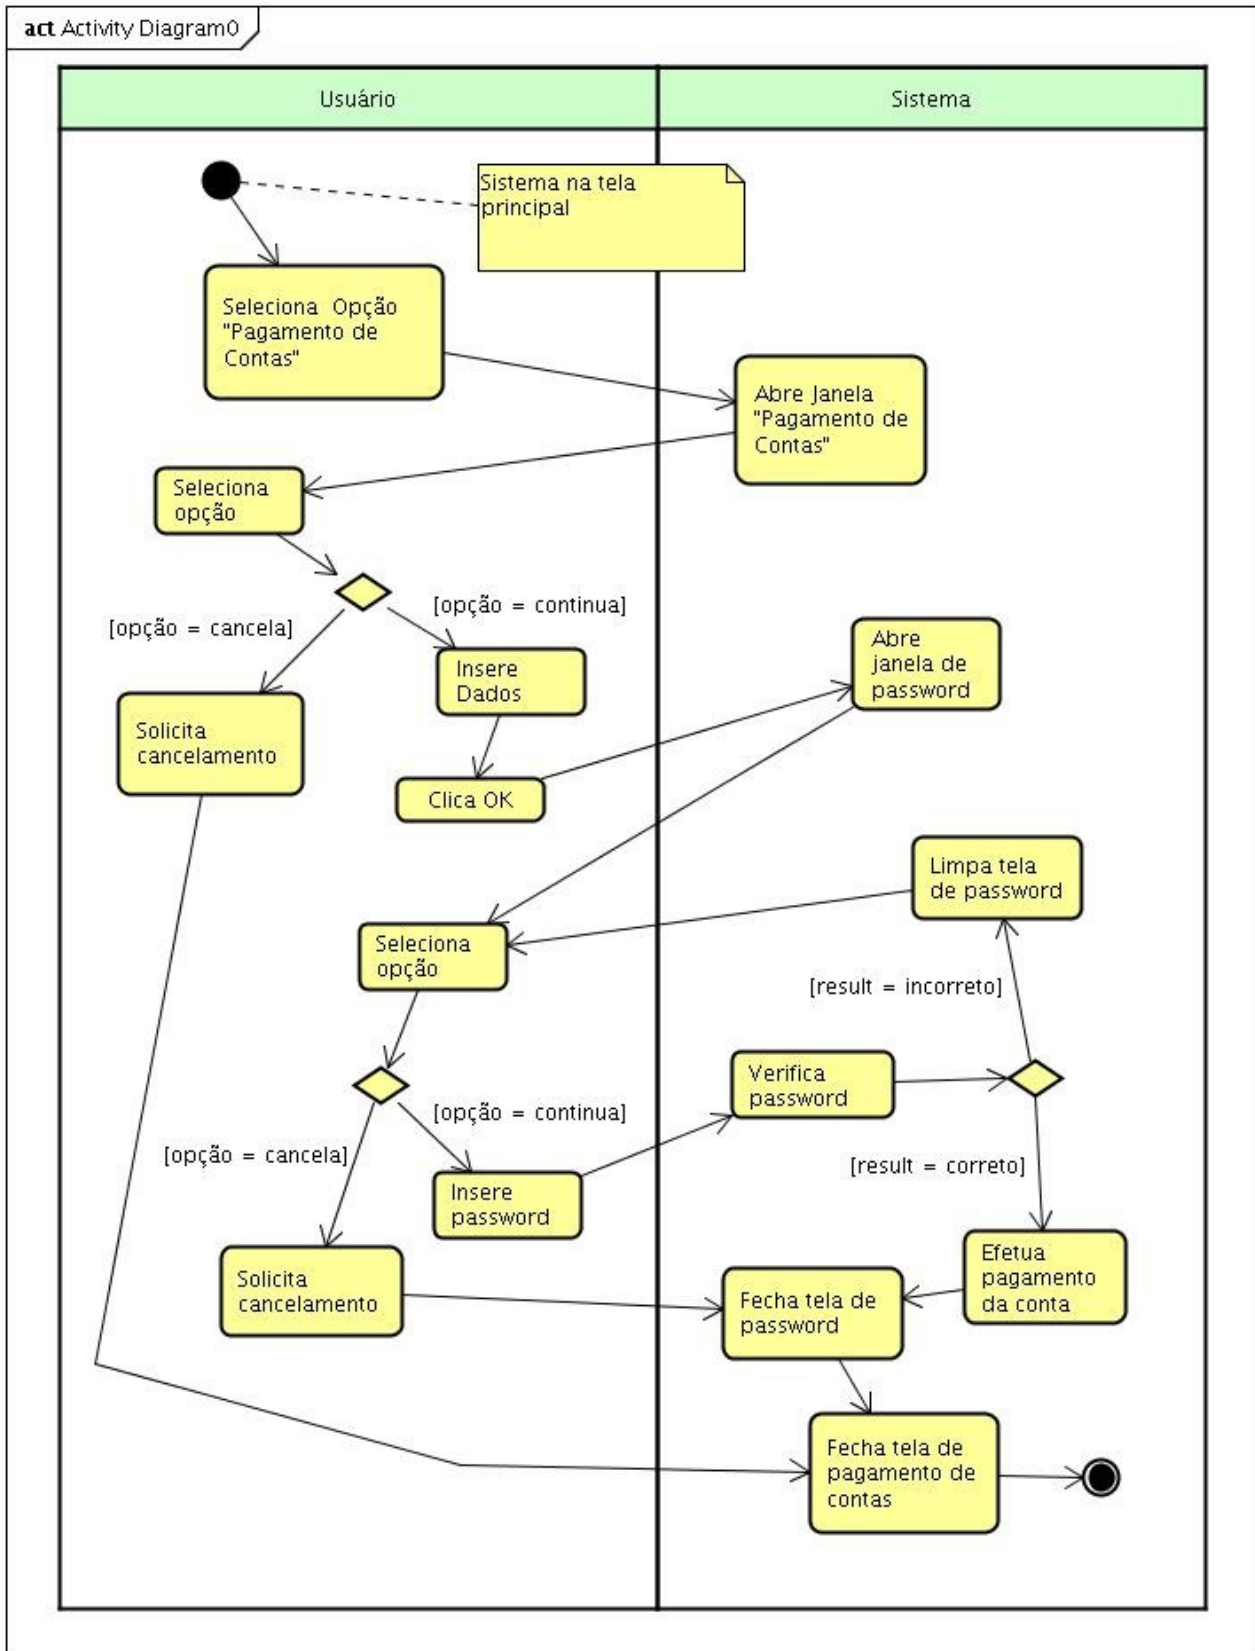 act Activity Diagram0
Usuário
Sistema
Sistema na tela
principal
Seleciona Opção
"Pagamento de
Contas"
Abre Janela
"Pagamento de
Contas"
Seleciona
opção
[opção = cancela]
[opção = continua]
Insere
Dados
Abre
janela de
password
Solicita
cancelamento
Clica OK
Limpa tela
de password
Seleciona
opção
[result = incorreto]
Verifica
password
[opção = continua]
[opção = cancela]
[result = correto]
Insere
password
Solicita
cancelamento
Efetua
pagamento
da conta
Fecha tela de
password
Fecha tela de
pagamento de
contas